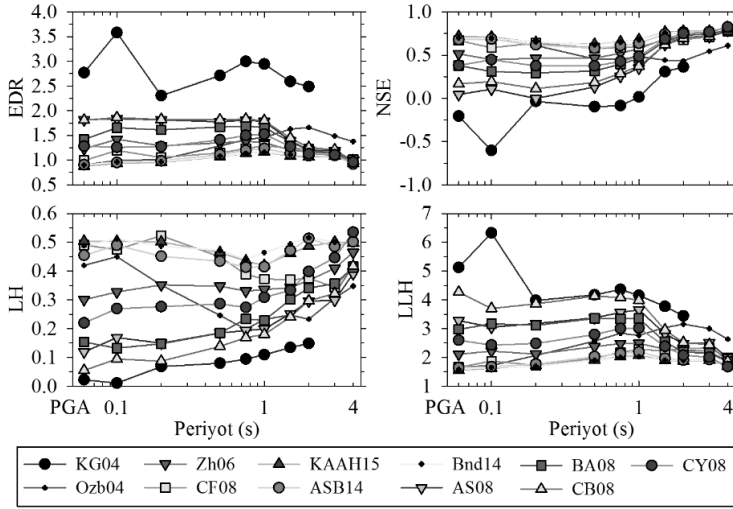 4.0
3.5
3.0
2.5
2.0
1.5
1.0
0.5
EDR
1.0
0.5
0.0
-0.5
-1.0
NSE
0.6
0.5
0.4
0.3
0.2
0.1
0.0
LH
PGA 0.1 1 4
Periyot (s)
7
6
5
4
3
2
1
LLH
PGA 0.1 1 4
Periyot (s)
KG04 Zh06 KAAH15 Bnd14 BA08 CY08
Ozb04 CF08 ASB14 AS08 CB08